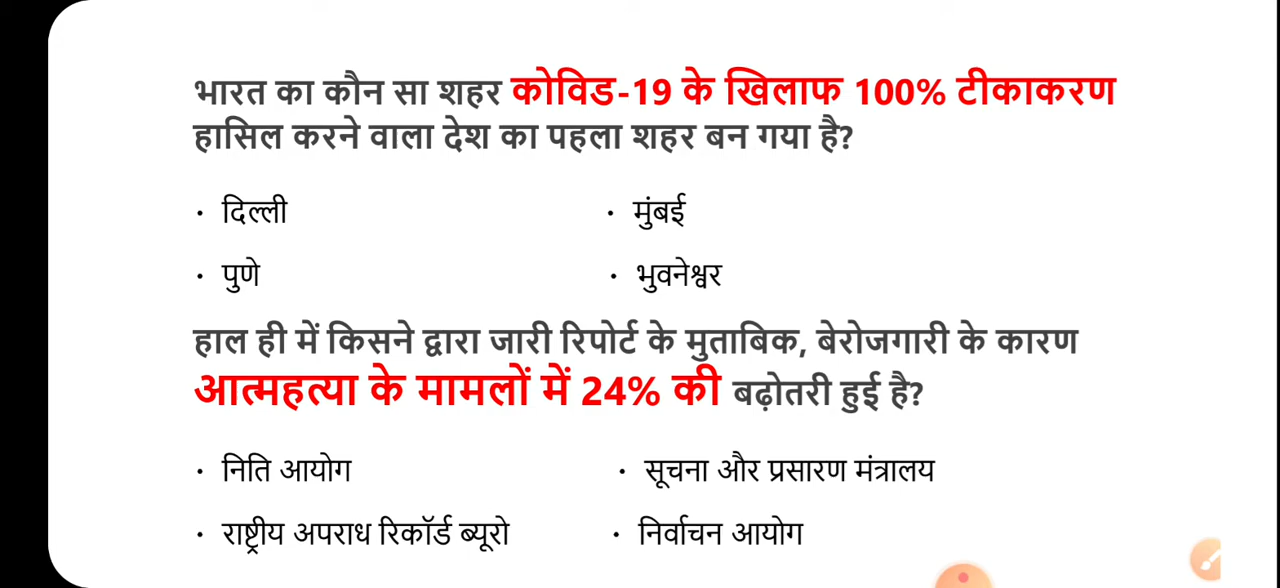 भारत का कौन सा शहर कोविड-19 के खिलाफ 100% टीकाकरण
हासिल करने वाला देश का पहला शहर बन गया है?
· दिल्ली · मुंबई
· पुणे · भुवनेश्वर
हाल ही में किसने द्वारा जारी रिपोर्ट के मुताबिक, बेरोजगारी के कारण
आत्महत्या के मामलों में 24% की बढ़ोतरी हुई है?
· निति आयोग · सूचना और प्रसारण मंत्रालय
· राष्ट्रीय अपराध रिकॉर्ड ब्यूरो · निर्वाचन आयोग